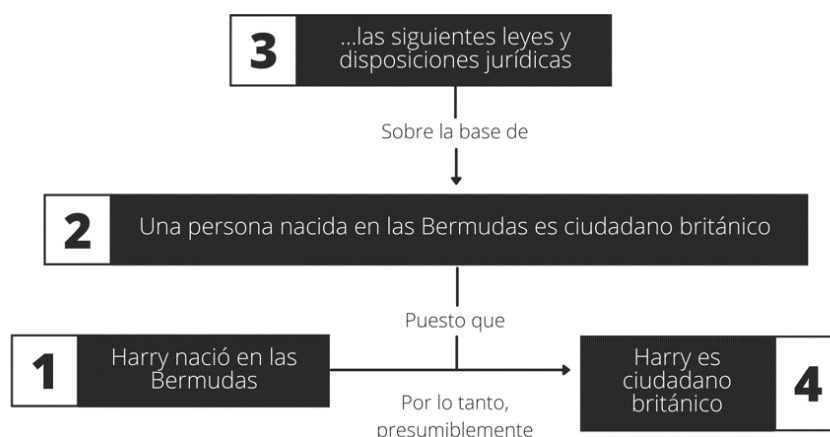 3
...las siguientes leyes y
disposiciones jurídicas
Sobre la base de
2
Una persona nacida en las Bermudas es ciudadano británico
Puesto que
1
Harry nació en las
Bermudas
Harry es
ciudadano
británico
4
Por lo tanto,
presumiblemente